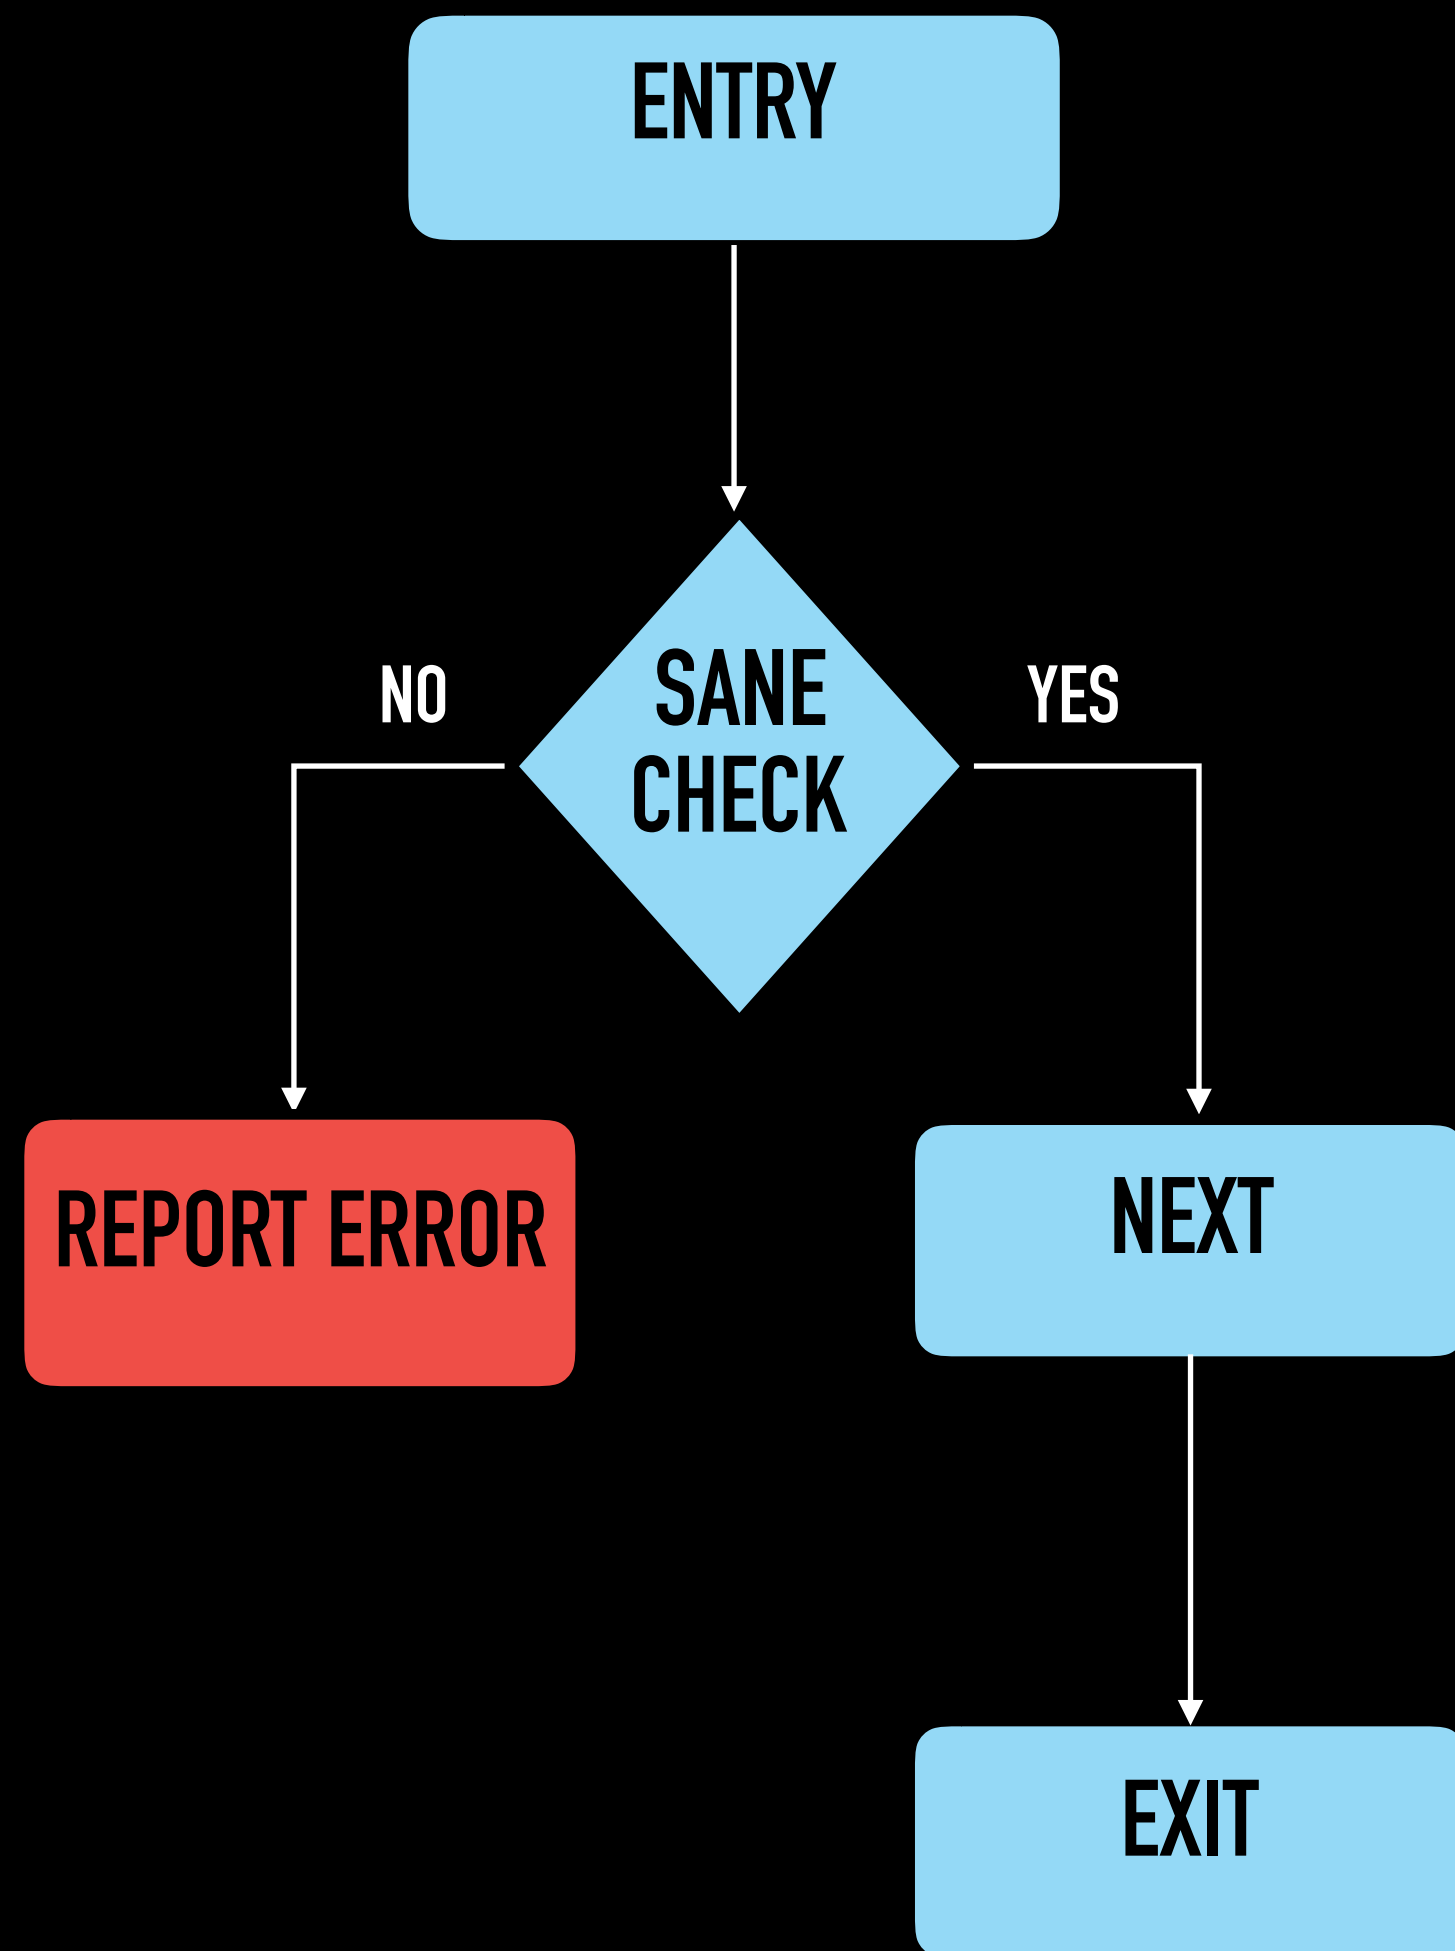 ENTRY
SANE
CHECK
NO
YES
REPORT ERROR
NEXT
EXIT